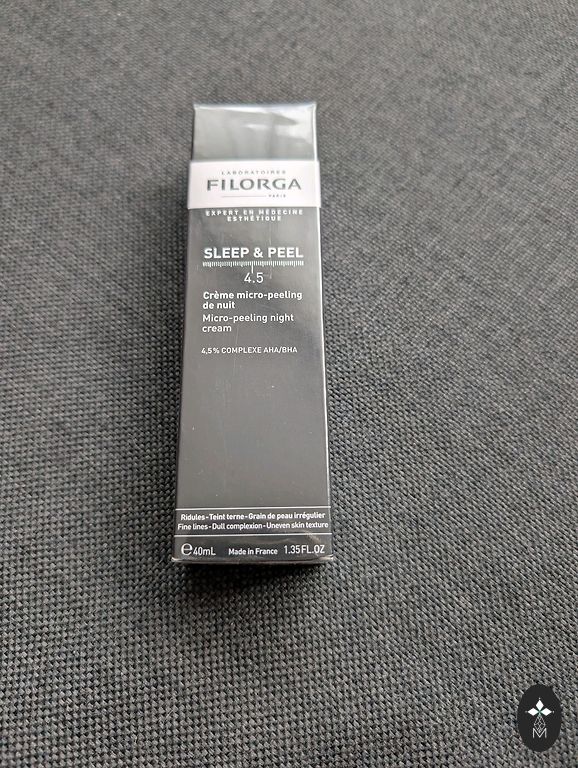 LABORATOIRES
FILORGA
PARIS
EXPERT EN MÉDECINE
ESTHÉTIQUE
SLEEP & PEEL
4.5
Crème micro-peeling
de nuit
Micro-peeling night
cream
4,5% COMPLEXE AHA/BHA
Ridules-Teint terne-Grain de peau irrégulier
Fine lines-Dull complexion-Uneven skin texture
℮40mL Made in France 1.35FL.OZ
M